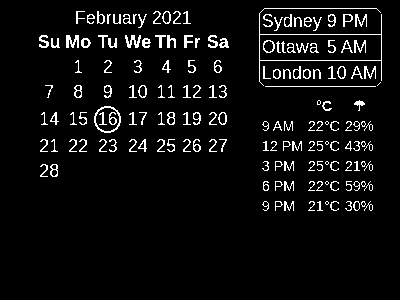 February 2021
Su Mo Tu We Th Fr Sa
1 2 3 4 5 6
7 8 9 10 11 12 13
14 15 16 17 18 19 20
21 22 23 24 25 26 27
28
Sydney 9 PM
Ottawa 5 AM
London 10 AM
°C ☂
9 AM 22°C 29%
12 PM 25°C 43%
3 PM 25°C 21%
6 PM 22°C 59%
9 PM 21°C 30%